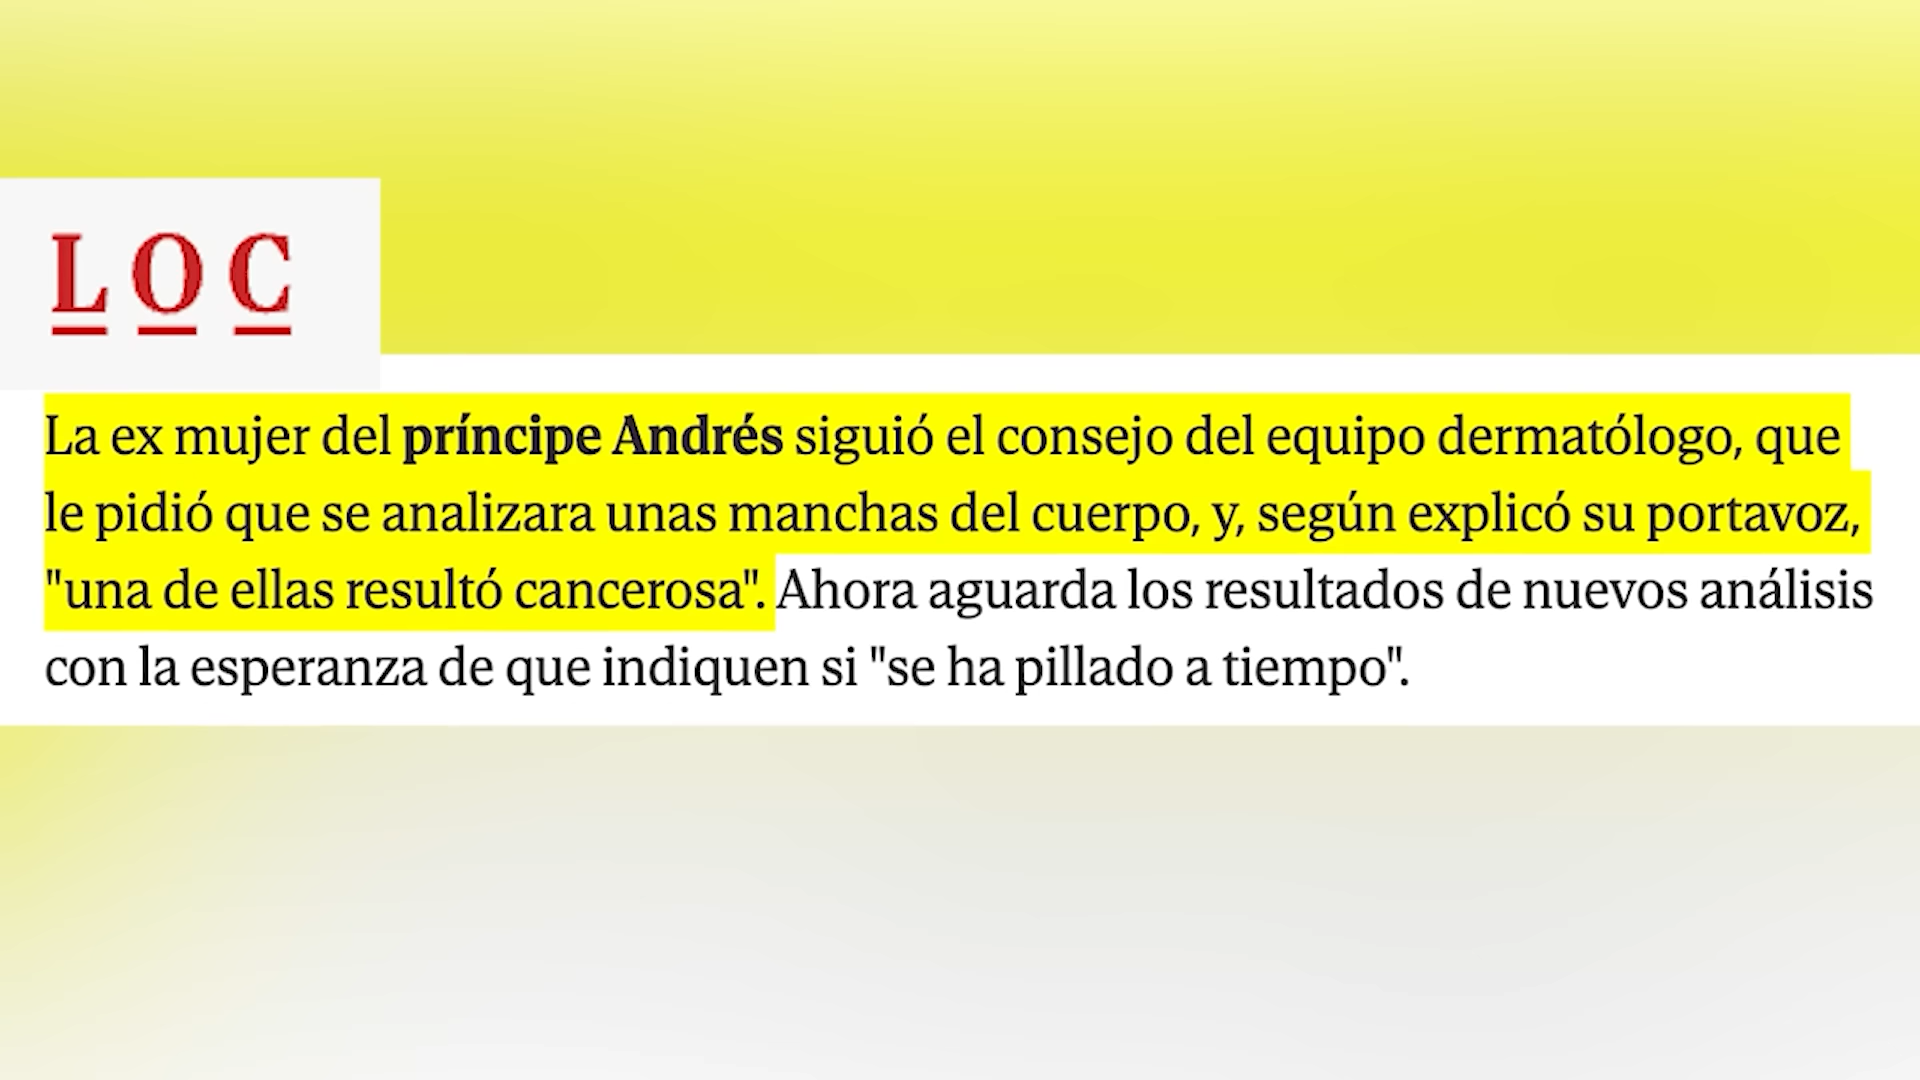 LOC
La ex mujer del príncipe Andrés siguió el consejo del equipo dermatólogo, que
le pidió que se analizara unas manchas del cuerpo, y, según explicó su portavoz,
"una de ellas resultó cancerosa". Ahora aguarda los resultados de nuevos análisis
con la esperanza de que indiquen si "se ha pillado a tiempo".